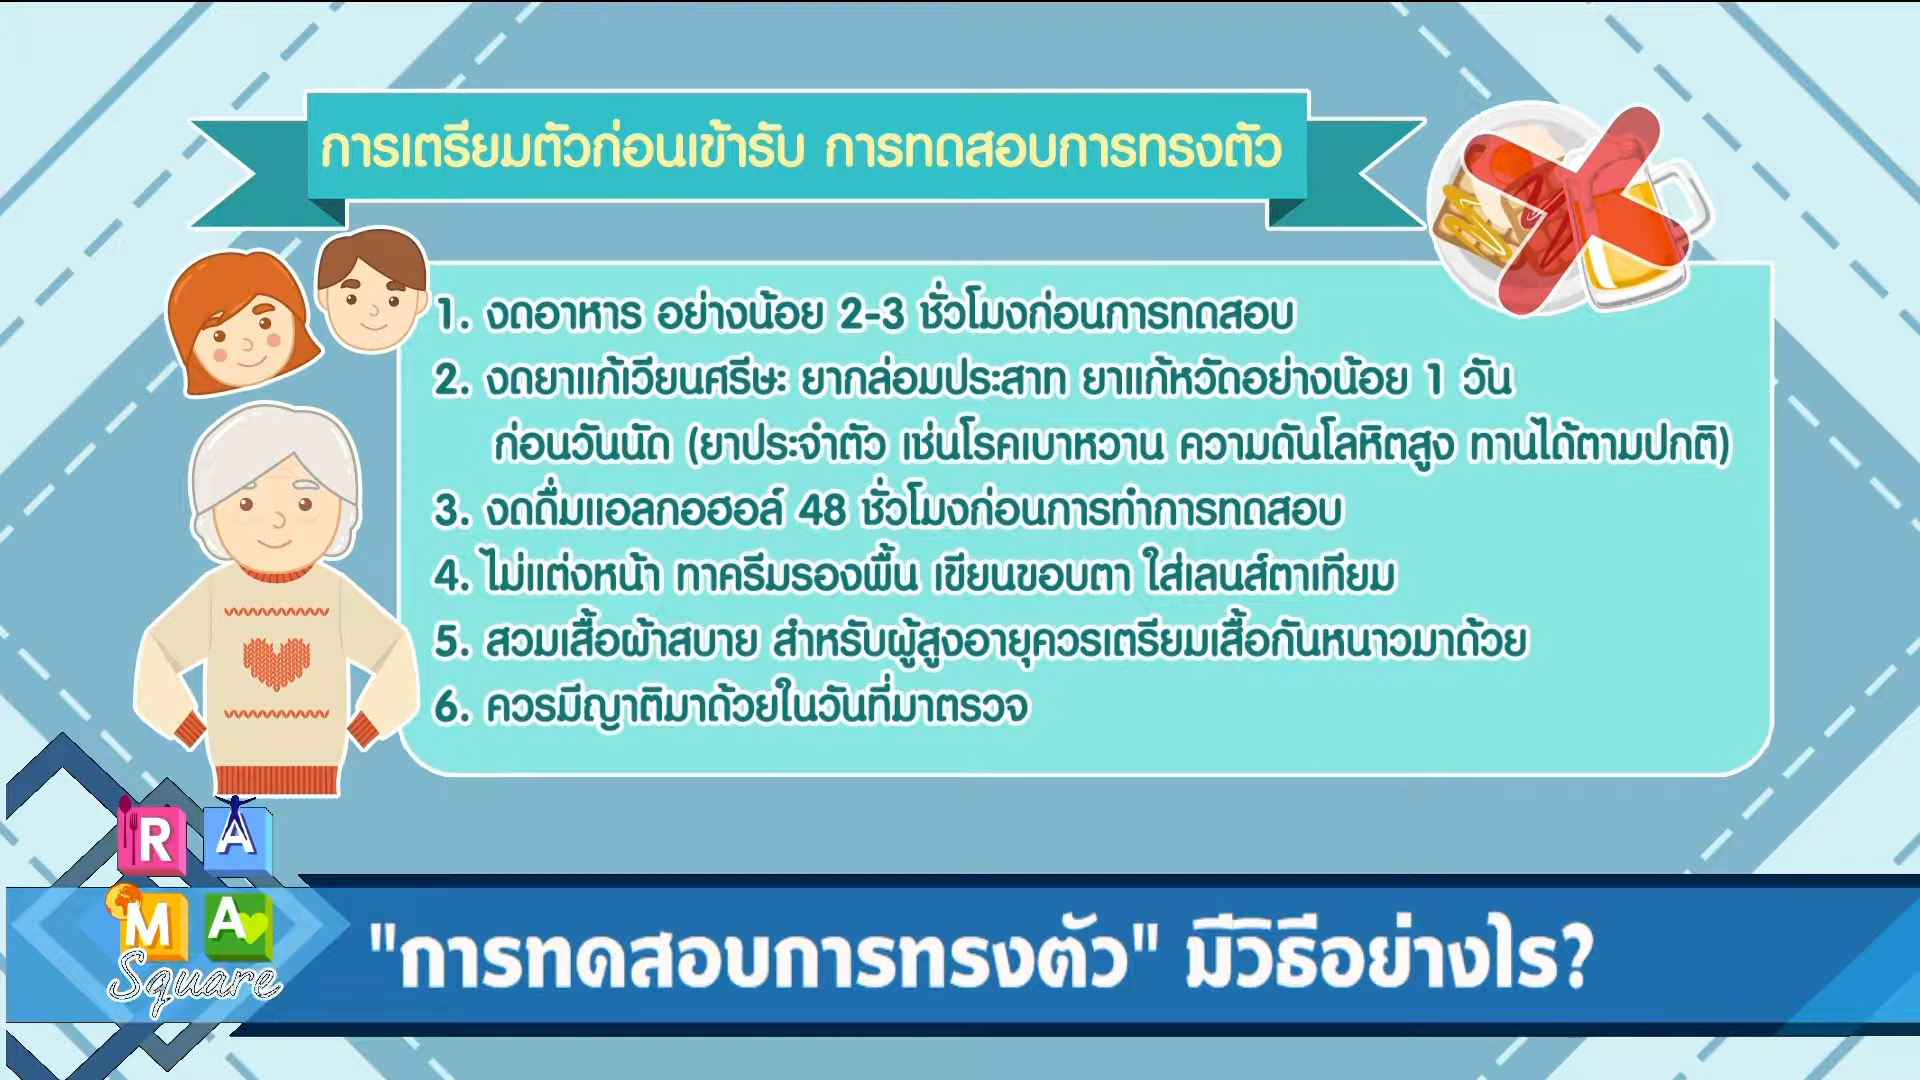 การเตรียมตัวก่อนเข้ารับ การทดสอบการทรงตัว
1. งดอาหาร อย่างน้อย 2-3 ชั่วโมงก่อนการทดสอบ
2. งดยาแก้เวียนศรีษะ ยากล่อมประสาท ยาแก้หวัดอย่างน้อย 1 วัน
ก่อนวันนัด (ยาประจำตัว เช่นโรคเบาหวาน ความดันโลหิตสูง ทานได้ตามปกติ)
3. งดดื่มแอลกอฮอล์ 48 ชั่วโมงก่อนการทำการทดสอบ
4. ไม่แต่งหน้า ทาครีมรองพื้น เขียนขอบตา ใส่เลนส์ตาเทียม
5. สวมเสื้อผ้าสบาย สำหรับผู้สูงอายุควรเตรียมเสื้อกันหนาวมาด้วย
6. ควรมีญาติมาด้วยในวันที่มาตรวจ
RA
MA
Square
"การทดสอบการทรงตัว" มีวิธีอย่างไร?